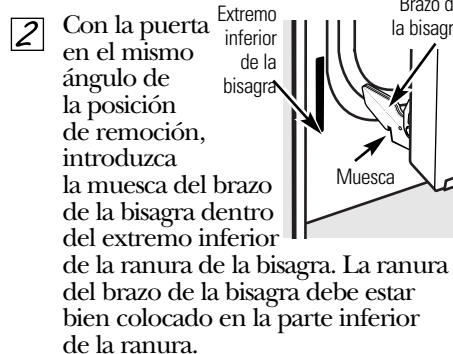 2
Con la puerta
en el mismo
ángulo de
la posición
de remoción,
introduzca
la muesca del brazo
de la bisagra dentro
del extremo inferior
de la ranura de la bisagra. La ranura
del brazo de la bisagra debe estar
bien colocado en la parte inferior
de la ranura.
Extremo
inferior
de la
bisagra
Brazo
la
Muesca